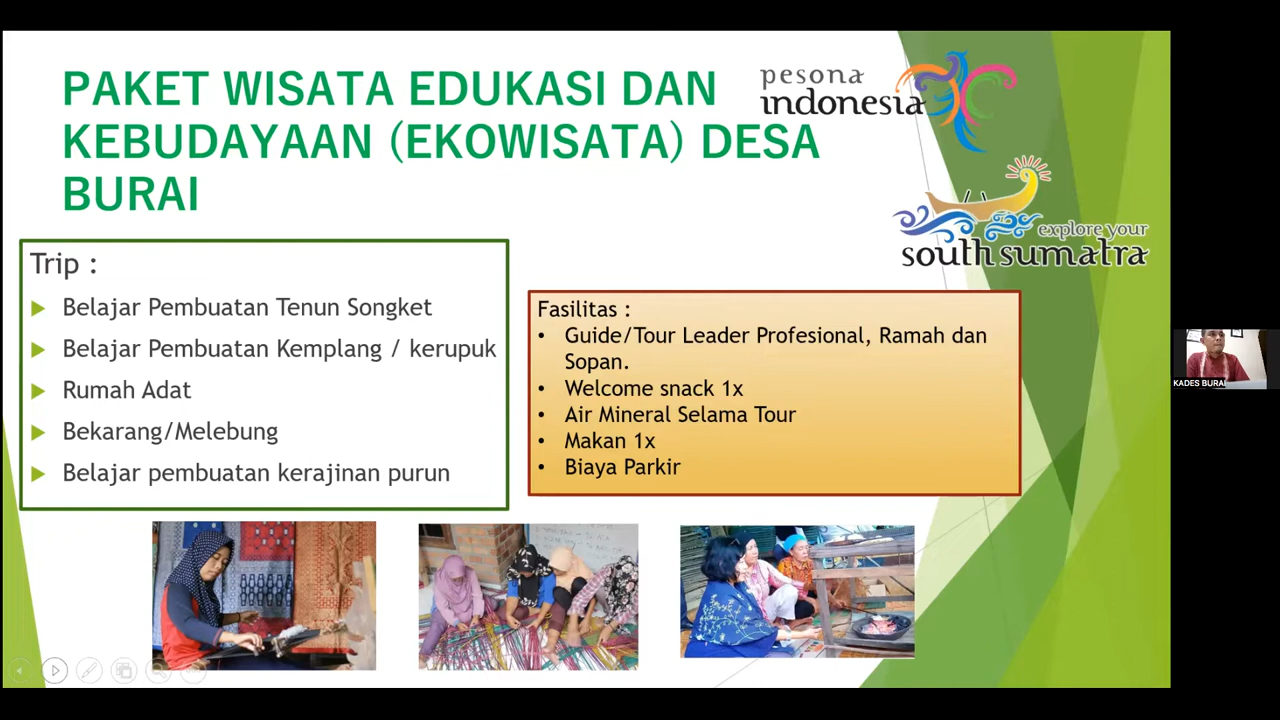 PAKET WISATA EDUKASI DAN
KEBUDAYAAN (EKOWISATA) DESA
BURAI
pesona
indonesia
explore your
south sumatra
Trip :
Belajar Pembuatan Tenun Songket
Belajar Pembuatan Kemplang / kerupuk
Rumah Adat
Bekarang/Melebung
Belajar pembuatan kerajinan purun
Fasilitas :
• Guide/Tour Leader Profesional, Ramah dan
Sopan.
• Welcome snack 1x
• Air Mineral Selama Tour
• Makan 1x
• Biaya Parkir
KADES BURAI